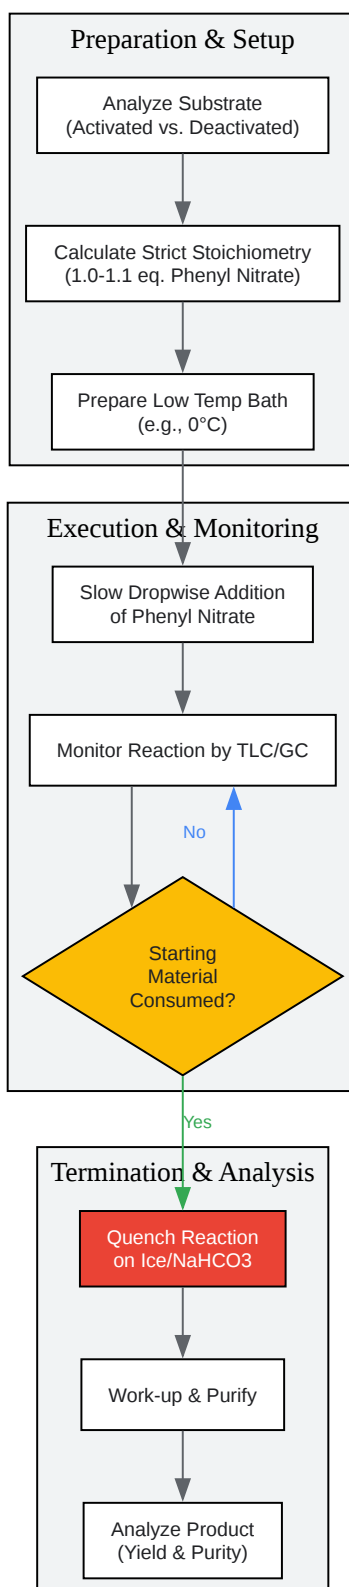 Preparation & Setup
Analyze Substrate
(Activated vs. Deactivated)
Calculate Strict Stoichiometry
(1.0-1.1 eq. Phenyl Nitrate)
Prepare Low Temp Bath
(e.g., 0°C)
Execution & Monitoring
Slow Dropwise Addition
of Phenyl Nitrate
Monitor Reaction by TLC/GC
No
Starting
Material
Consumed?
Yes
Termination & Analysis
Quench Reaction
on Ice/NaHCO3
Work-up & Purify
Analyze Product
(Yield & Purity)